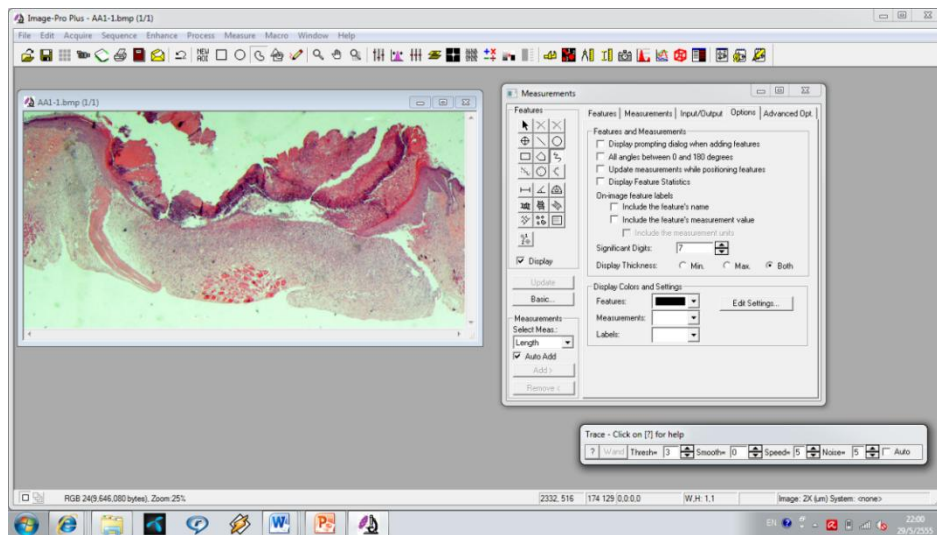 Image-Pro Plus - AA1-1.bmp (1/1)
File Edit Acquire Sequence Enhance Process Measure Macro Window Help
NEW
AOI
AA1-1.bmp (1/1)
Measurements
Features
Features Measurements Input/Output Options Advanced Opt.
Features and Measurements
Display prompting dialog when adding features
All angles between 0 and 180 degrees
Update measurements while positioning features
Display Feature Statistics
On-image feature labels
Include the feature's name
Include the feature's measurement value
Include the measurement units
Significant Digits: 7
Display Thickness: Min. Max. Both
Display
Update
Basic...
Display Colors and Settings
Features:
Edit Settings...
Measurements:
Labels:
Measurements
Select Meas.:
Length
Auto Add
Add >
Remove <
Trace - Click on [?] for help
? Wand Thresh= 3 Smooth= 0 Speed= 5 Noise= 5 Auto
RGB 24(9,646,080 bytes). Zoom:25% 2332, 516 174 129 0,0:0,0 W,H: 1,1 Image: 2X (um) System: <none>
EN 22:00
29/5/2555